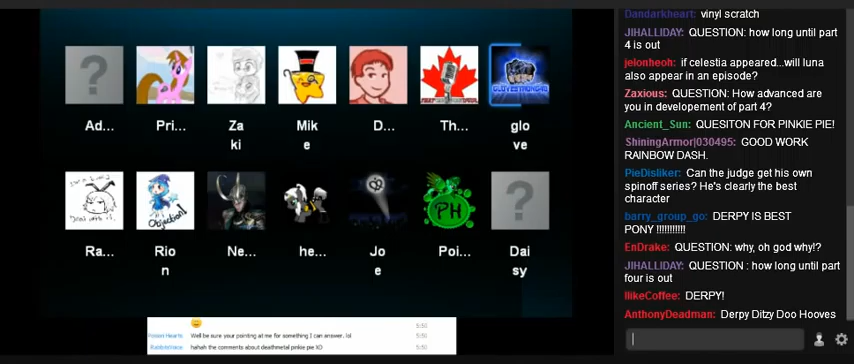 Ad...
Pri...
Za
ki
Mik
e
D...
Th...
glo
ve
Ra...
Rio
n
Ne...
he...
Jo
e
Poi...
Dai
sy
Objection!
PH
Well be sure your pointing at me for something I can answer. lol
5:50
hahah the comments about deathmetal pinkie pie XD
5:50
Dandarkheart: vinyl scratch
JIHALLIDAY: QUESTION: how long until part
4 is out
jelonheoh: if celestia appeared...will luna
also appear in an episode?
Zaxious: QUESTION: How advanced are
you in developement of part 4?
Ancient_Sun: QUESITON FOR PINKIE PIE!
ShiningArmor|030495: GOOD WORK
RAINBOW DASH.
PieDisliker: Can the judge get his own
spinoff series? He's clearly the best
character
barry_group_go: DERPY IS BEST
PONY !!!!!!!!!!!
EnDrake: QUESTION: why, oh god why!?
JIHALLIDAY: QUESTION : how long until part
four is out
IlikeCoffee: DERPY!
AnthonyDeadman: Derpy Ditzy Doo Hooves